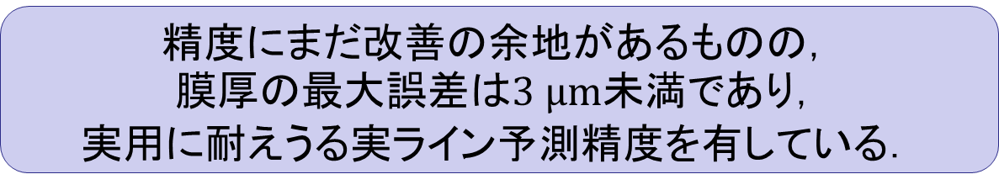 精度にまだ改善の余地があるものの，
膜厚の最大誤差は3 μm未満であり，
実用に耐えうる実ライン予測精度を有している．